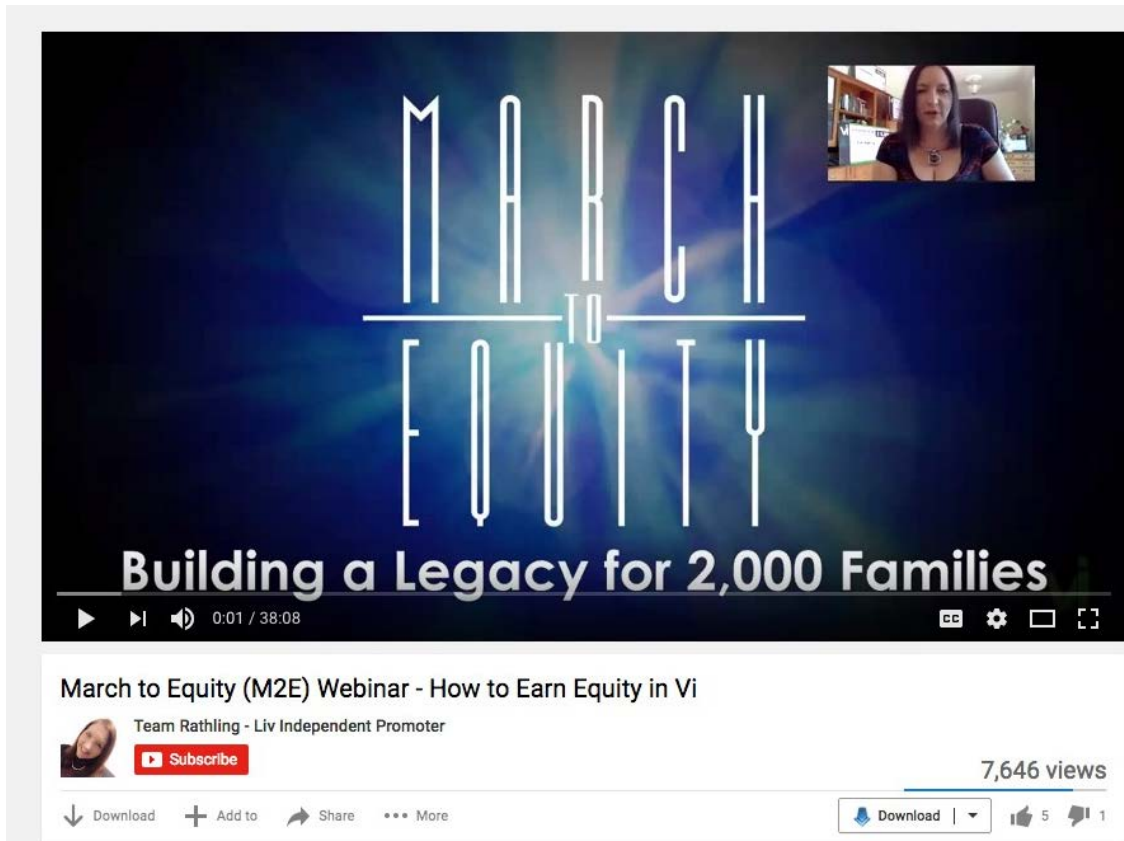 MARCH
TO
EQUITY
Building a Legacy for 2,000 Families
0:01 / 38:08
CC
March to Equity (M2E) Webinar - How to Earn Equity in Vi
Team Rathling - Liv Independent Promoter
Subscribe
7,646 views
Download
Add to
Share
More
Download
5
1